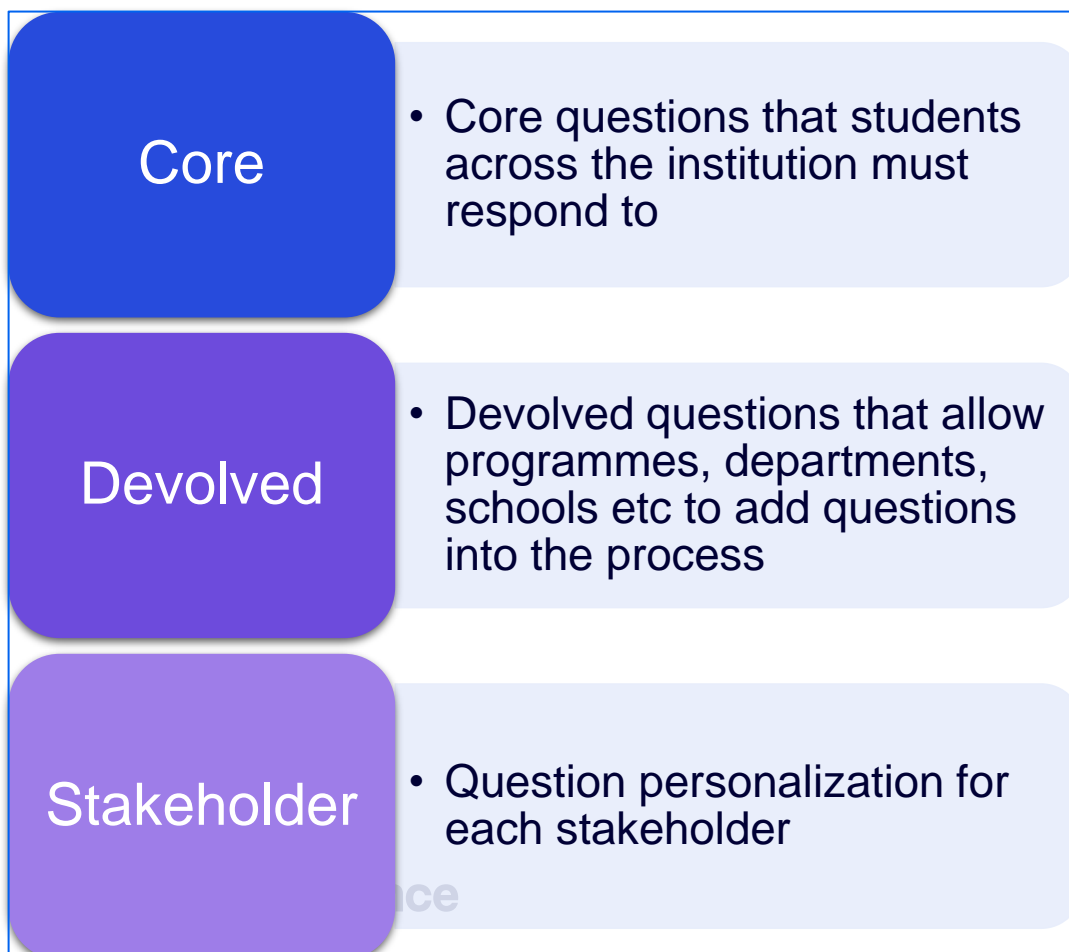 Core
• Core questions that students
across the institution must
respond to
Devolved
• Devolved questions that allow
programmes, departments,
schools etc to add questions
into the process
Stakeholder
• Question personalization for
each stakeholder